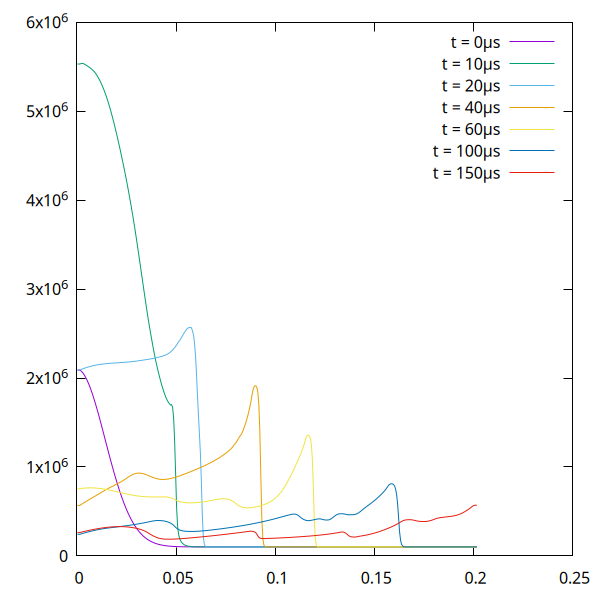 6x10⁶
5x10⁶
4x10⁶
3x10⁶
2x10⁶
1x10⁶
0
t = 0µs
t = 10µs
t = 20µs
t = 40µs
t = 60µs
t = 100µs
t = 150µs
0 0.05 0.1 0.15 0.2 0.25